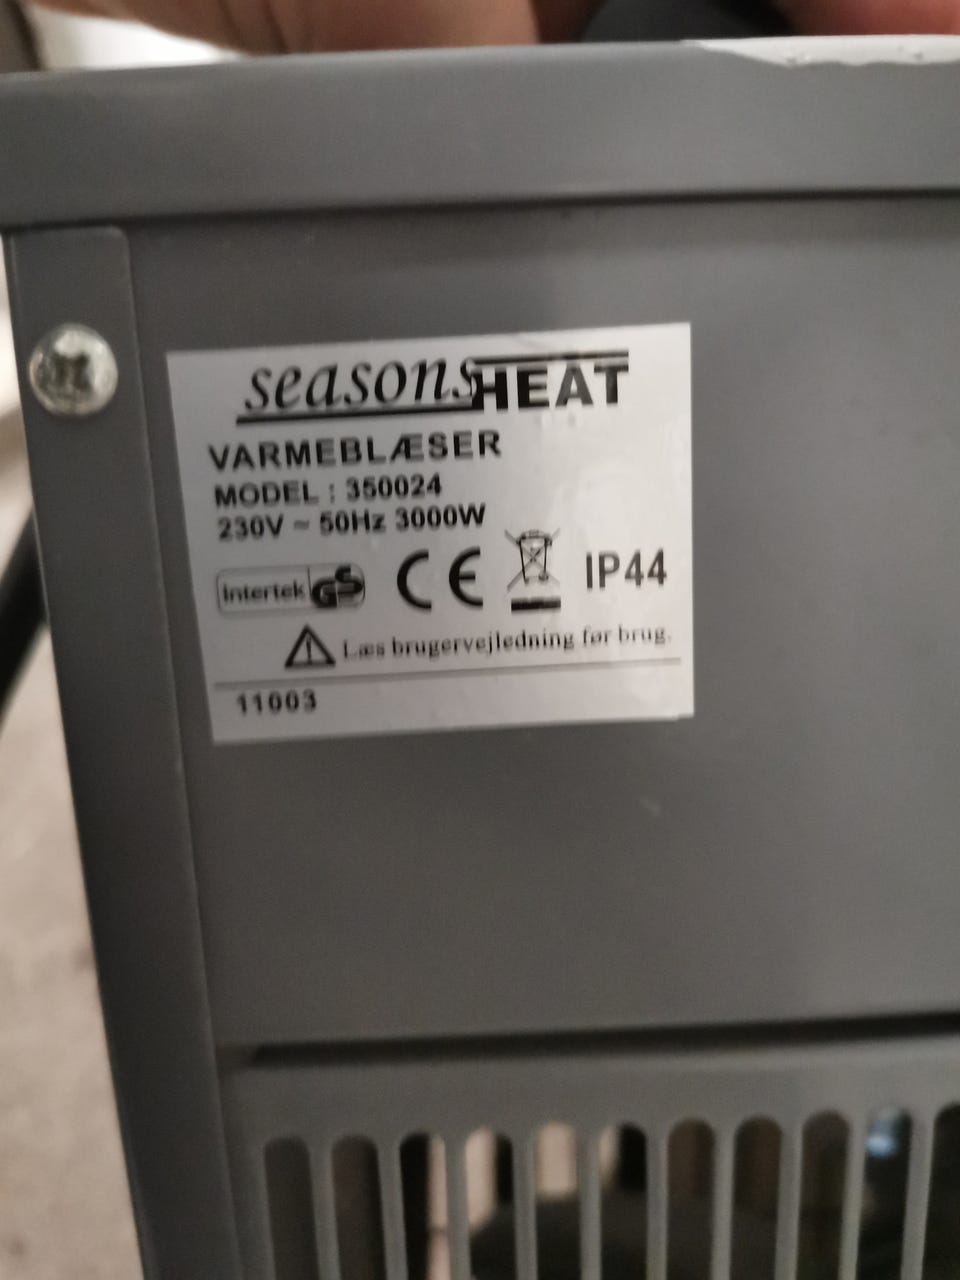 seasons HEAT
VARMEBLÆSER
MODEL : 350024
230V ~ 50Hz 3000W
Intertek GS CE IP44
Læs brugervejledning før brug.
11003